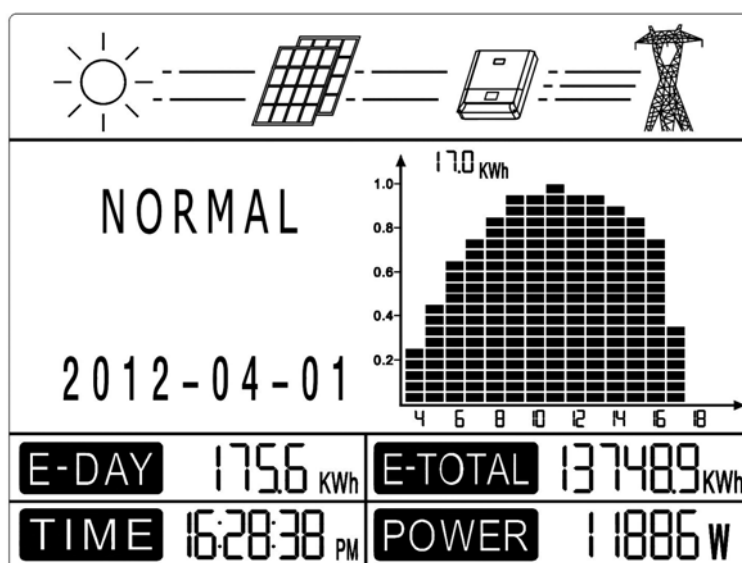 17.0 KWh
1.0
NORMAL
0.8
0.6
0.4
2012-04-01
0.2
4 6 8 10 12 14 16 18
E-DAY 175.6 KWh E-TOTAL 13748.9 KWh
TIME 16:28:38 PM POWER 11886 W